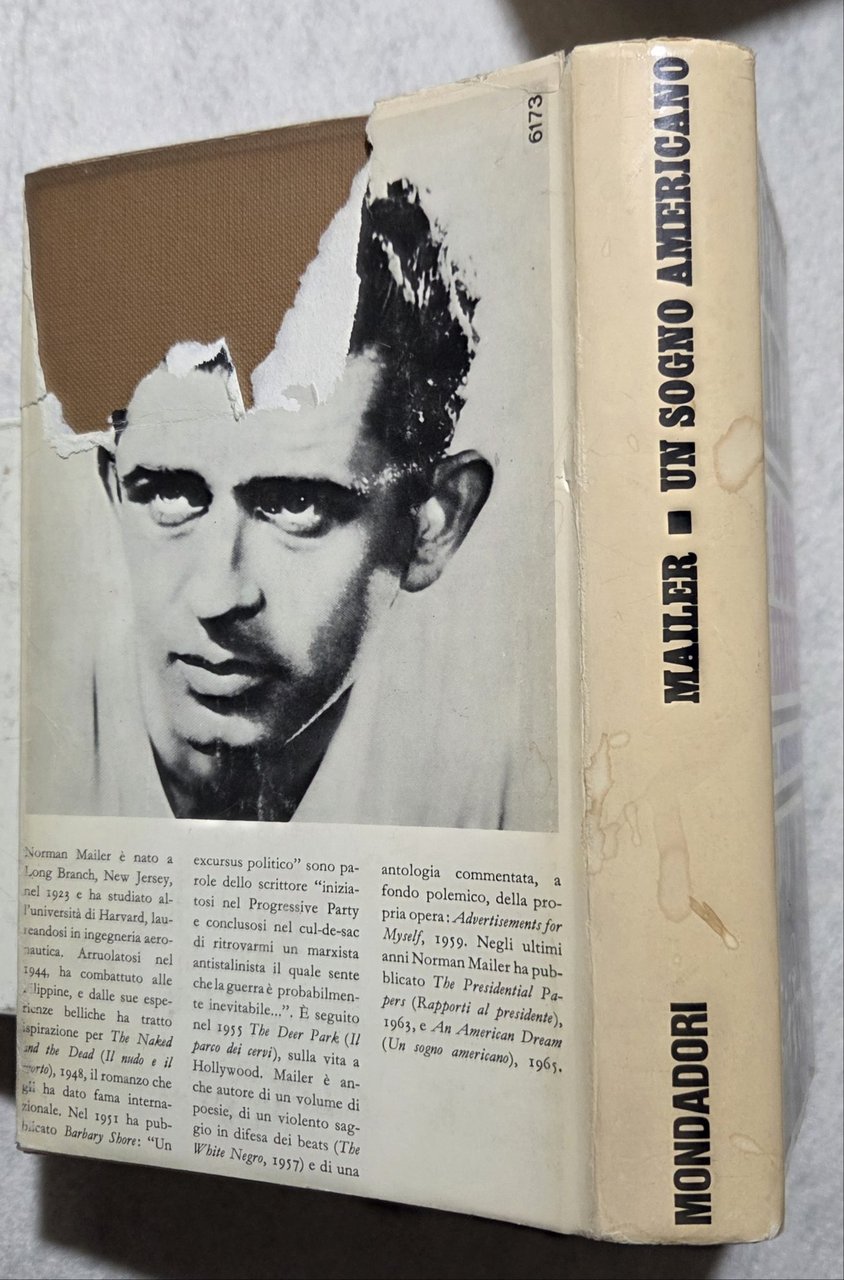 6173
Norman Mailer è nato a
Long Branch, New Jersey,
nel 1923 e ha studiato al-
l'università di Harvard, lau-
reandosi in ingegneria aero-
nautica. Arruolatosi nel
1944, ha combattuto alle
Filippine, e dalle sue espe-
rienze belliche ha tratto
ispirazione per The Naked
and the Dead (Il nudo e il
morto), 1948, il romanzo che
gli ha dato fama interna-
zionale. Nel 1951 ha pub-
blicato Barbary Shore: “Un
excursus politico” sono pa-
role dello scrittore “inizia-
tosi nel Progressive Party
e conclusosi nel cul-de-sac
di ritrovarmi un marxista
antistalinista il quale sente
che la guerra è probabilmen-
te inevitabile...”. È seguito
nel 1955 The Deer Park (Il
parco dei cervi), sulla vita a
Hollywood. Mailer è an-
che autore di un volume di
poesie, di un violento sag-
gio in difesa dei beats (The
White Negro, 1957) e di una
antologia commentata, a
fondo polemico, della pro-
pria opera: Advertisements for
Myself, 1959. Negli ultimi
anni Norman Mailer ha pub-
blicato The Presidential Pa-
pers (Rapporti al presidente),
1963, e An American Dream
(Un sogno americano), 1965.
MAILER ■ UN SOGNO AMERICANO
MONDADORI